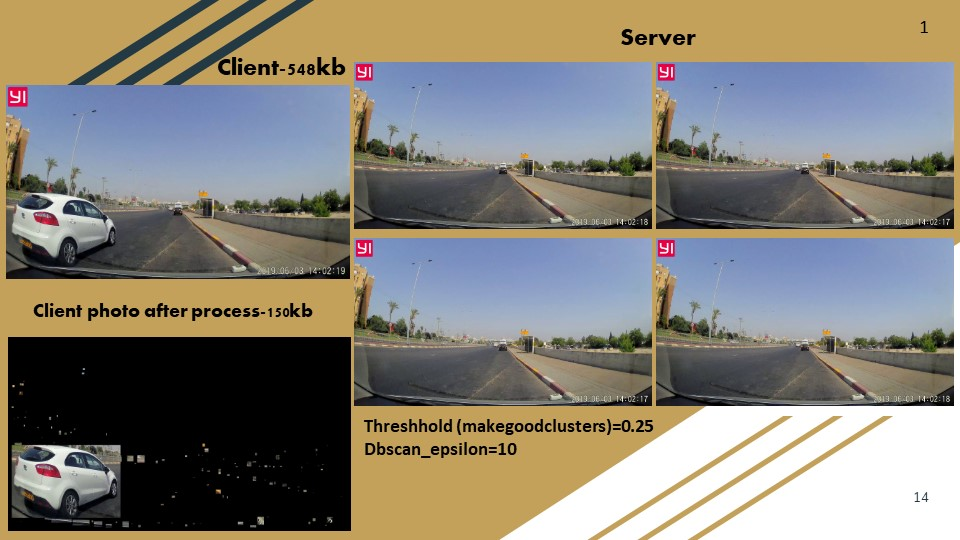 1
Server
Client-548kb
YI
YI
YI
2019-06-03 14:02:19
2019-06-03 14:02:18
2019-06-03 14:02:17
YI
YI
2019-06-03 14:02:17
2019-06-03 14:02:18
Client photo after process-150kb
Threshhold (makegoodclusters)=0.25
Dbscan_epsilon=10
14